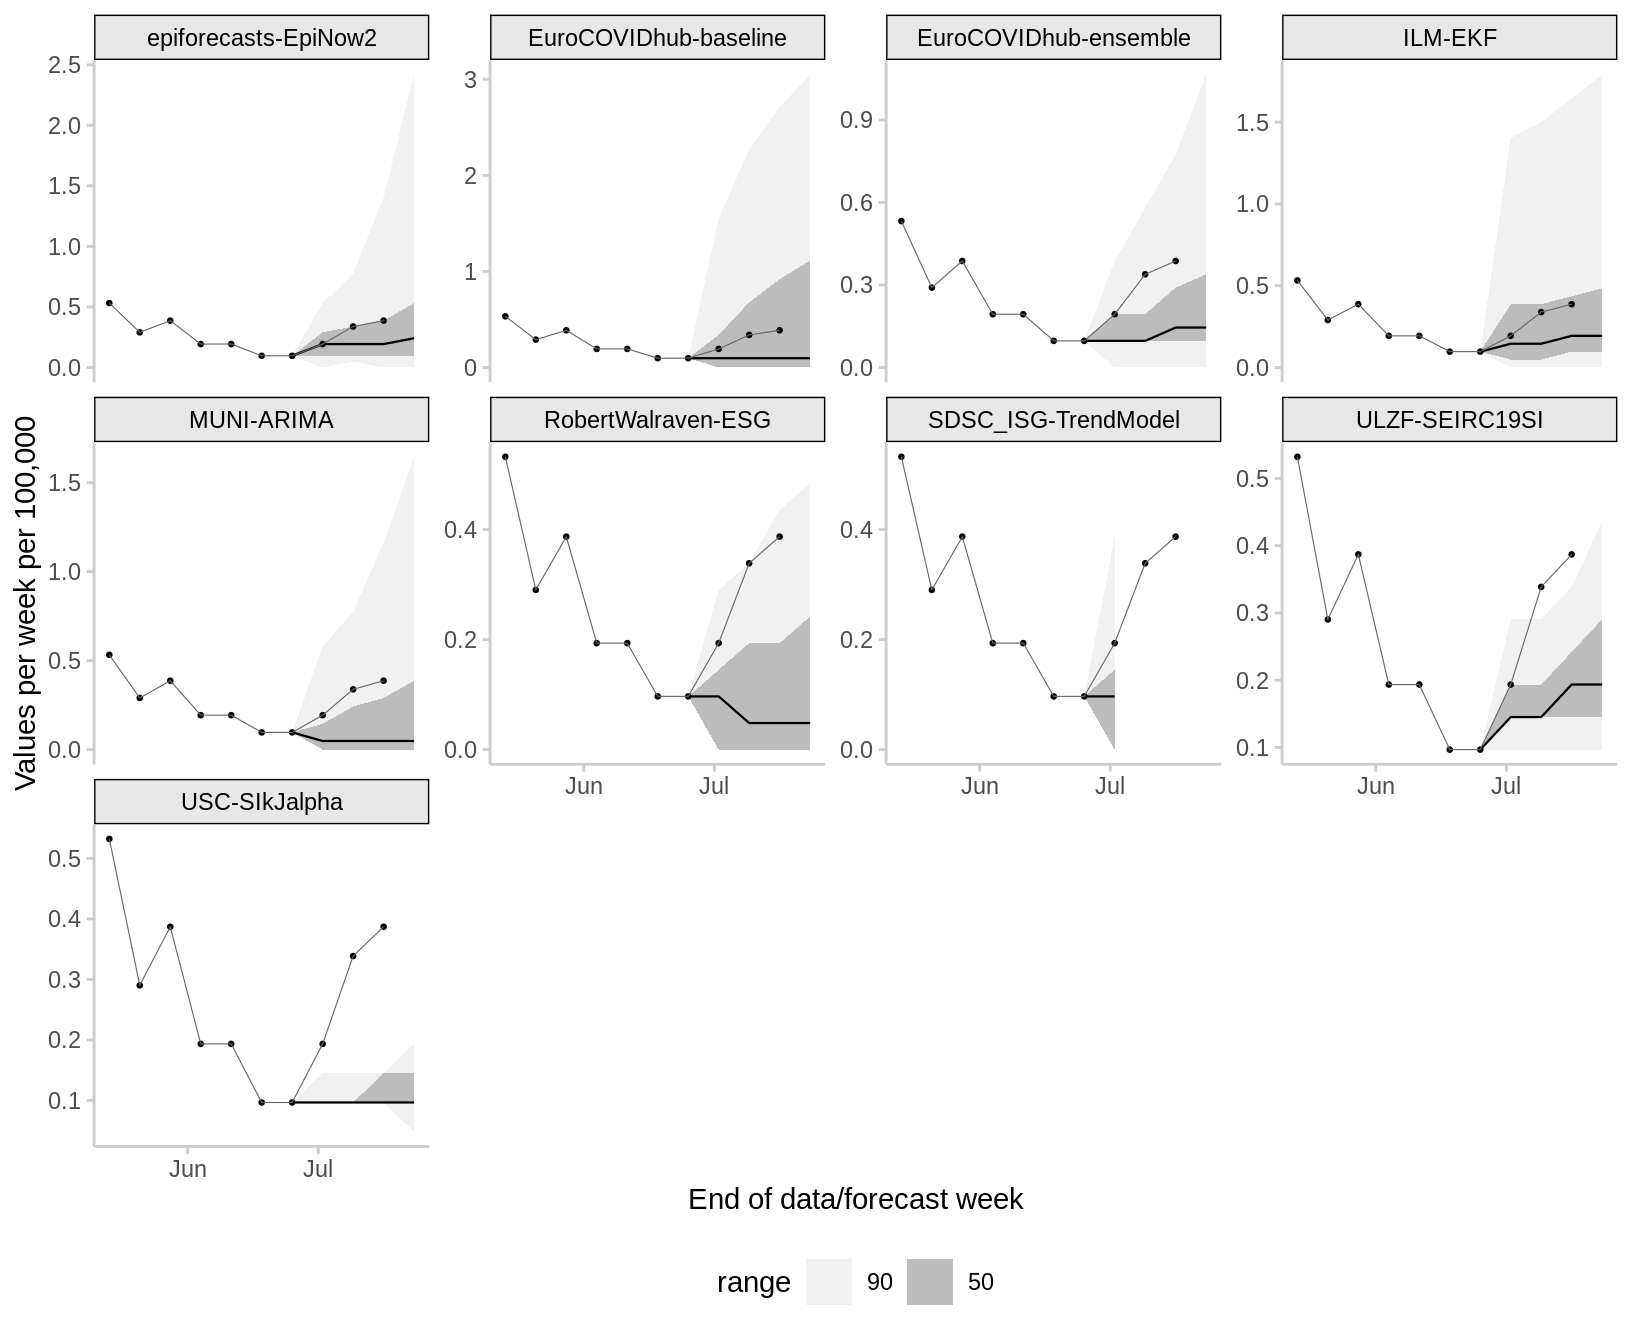 epiforecasts-EpiNow2
EuroCOVIDhub-baseline
EuroCOVIDhub-ensemble
ILM-EKF
2.5
2.0
1.5
1.0
0.5
0.0
3
2
1
0
0.9
0.6
0.3
0.0
1.5
1.0
0.5
0.0
Values per week per 100,000
MUNI-ARIMA
RobertWalraven-ESG
SDSC_ISG-TrendModel
ULZF-SEIRC19SI
1.5
1.0
0.5
0.0
0.4
0.2
0.0
Jun Jul
0.4
0.2
0.0
Jun Jul
0.5
0.4
0.3
0.2
0.1
Jun Jul
USC-SIkJalpha
0.5
0.4
0.3
0.2
0.1
Jun Jul
End of data/forecast week
range 90 50